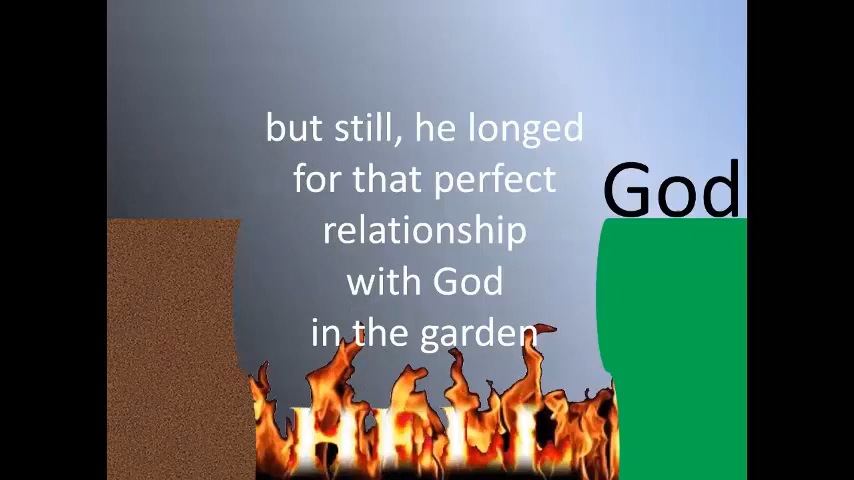 but still, he longed
for that perfect
God
relationship
with God
in the garden
HELL